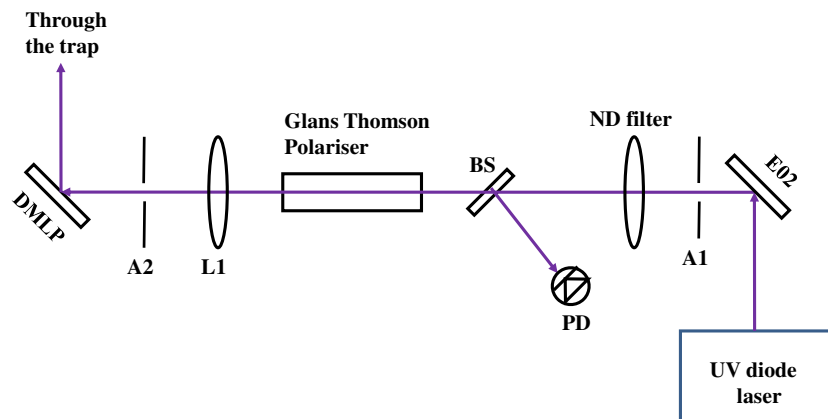 Through
the trap
Glans Thomson
Polariser
ND filter
BS
E02
DMLP
A2
L1
A1
PD
UV diode
laser